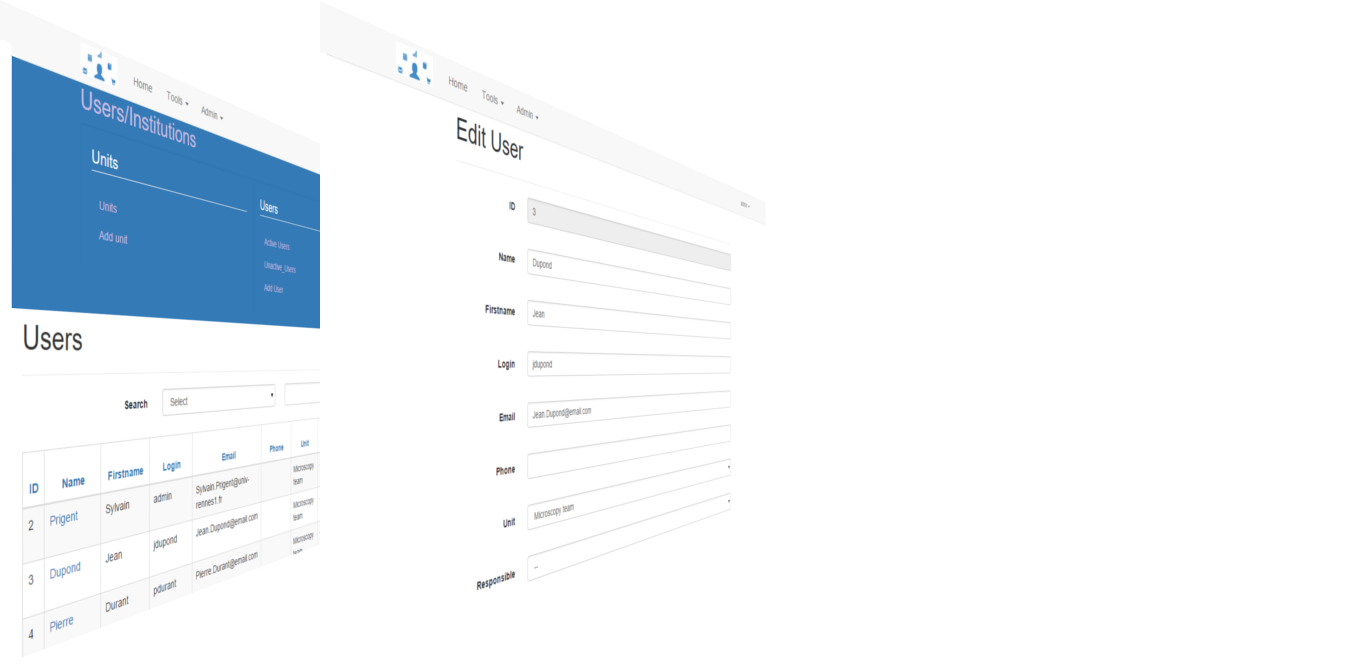 Home
Tools
Admin
Users/Institutions
Units
Units
Add unit
Users
Active Users
Unactive_Users
Add User
Users
Search
Select
ID Name Firstname Login Email Phone Unit
2 Prigent Sylvain admin Sylvain.Prigent@univ-
rennes1.fr Microscopy
team
3 Dupond Jean jdupond Jean.Dupond@email.com Microscopy
team
4 Pierre Durant pdurant Pierre.Durant@email.com Microscopy
Home
Tools
Admin
Edit User
ID 3
Name Dupond
Firstname Jean
Login jdupond
Email Jean.Dupond@email.com
Phone
Unit Microscopy team
Responsible --